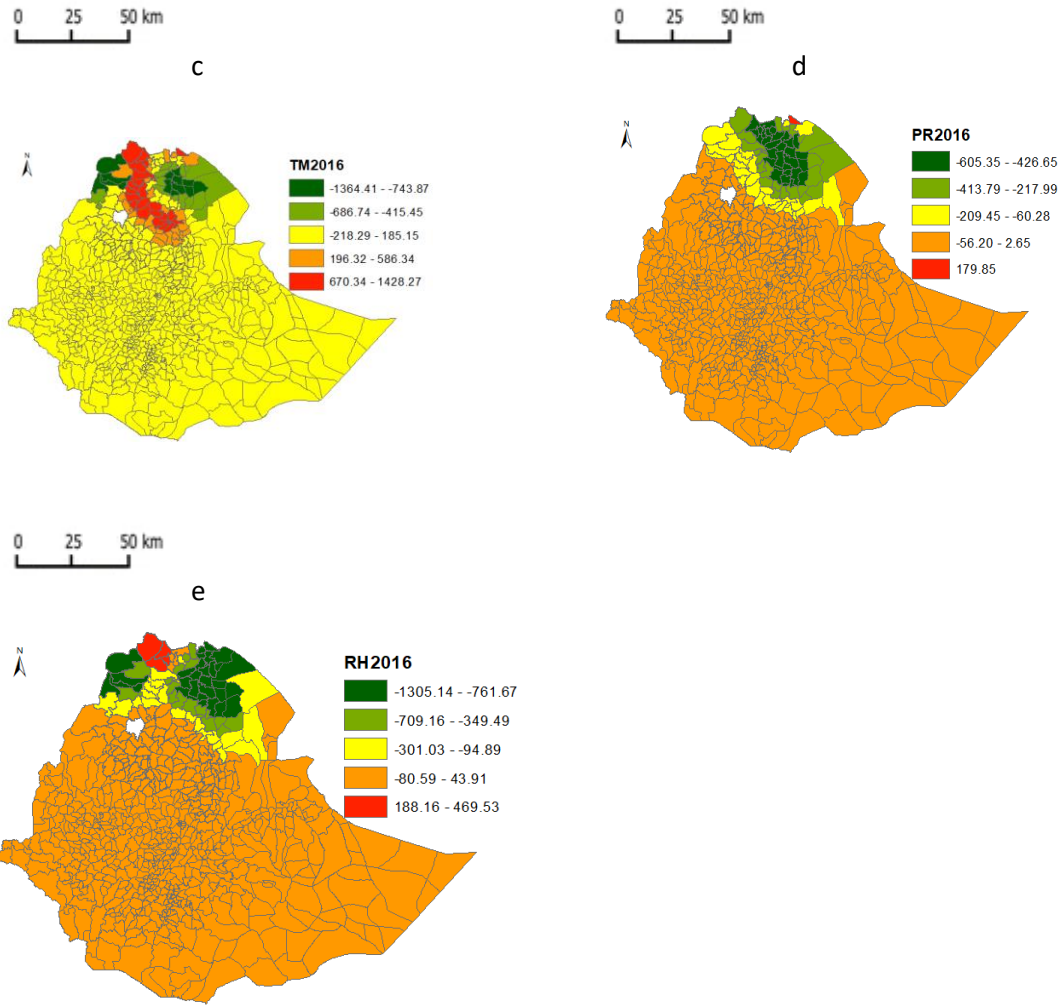 0 25 50 km
c
N
TM2016
-1364.41 - -743.87
-686.74 - -415.45
-218.29 - 185.15
196.32 - 586.34
670.34 - 1428.27
0 25 50 km
d
N
PR2016
-605.35 - -426.65
-413.79 - -217.99
-209.45 - -60.28
-56.20 - 2.65
179.85
0 25 50 km
e
N
RH2016
-1305.14 - -761.67
-709.16 - -349.49
-301.03 - -94.89
-80.59 - 43.91
188.16 - 469.53